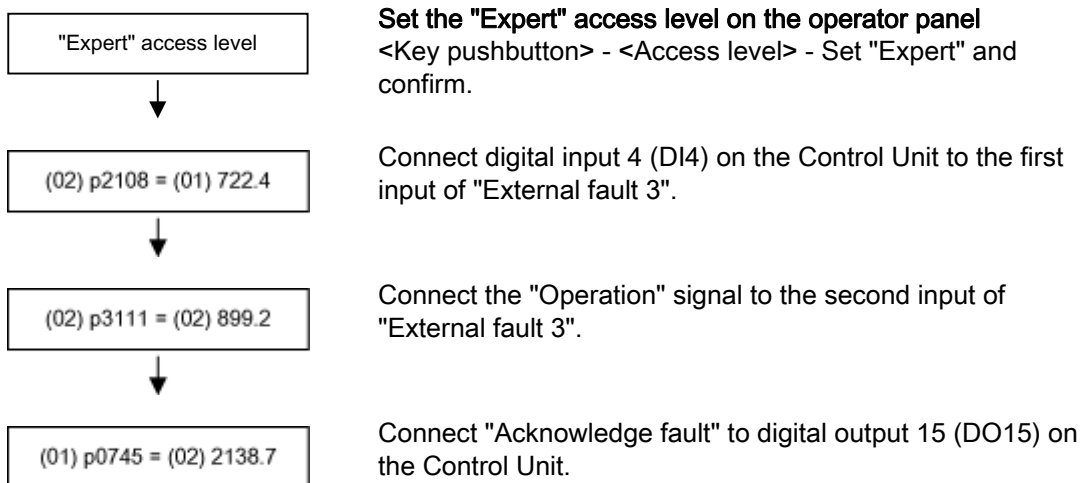 "Expert" access level
Set the "Expert" access level on the operator panel
<Key pushbutton> - <Access level> - Set "Expert" and
confirm.
(02) p2108 = (01) 722.4
Connect digital input 4 (DI4) on the Control Unit to the first
input of "External fault 3".
(02) p3111 = (02) 899.2
Connect the "Operation" signal to the second input of
"External fault 3".
(01) p0745 = (02) 2138.7
Connect "Acknowledge fault" to digital output 15 (DO15) on
the Control Unit.